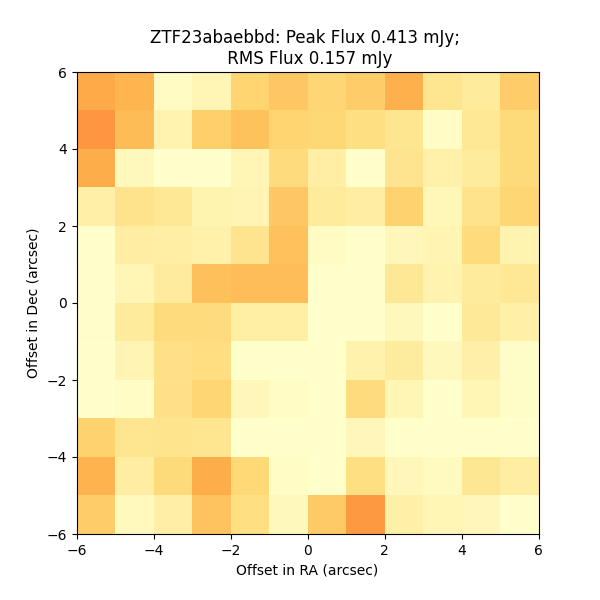 ZTF23abaebbd: Peak Flux 0.413 mJy;
RMS Flux 0.157 mJy
6
4
2
0
−2
−4
−6
Offset in Dec (arcsec)
−6 −4 −2 0 2 4 6
Offset in RA (arcsec)